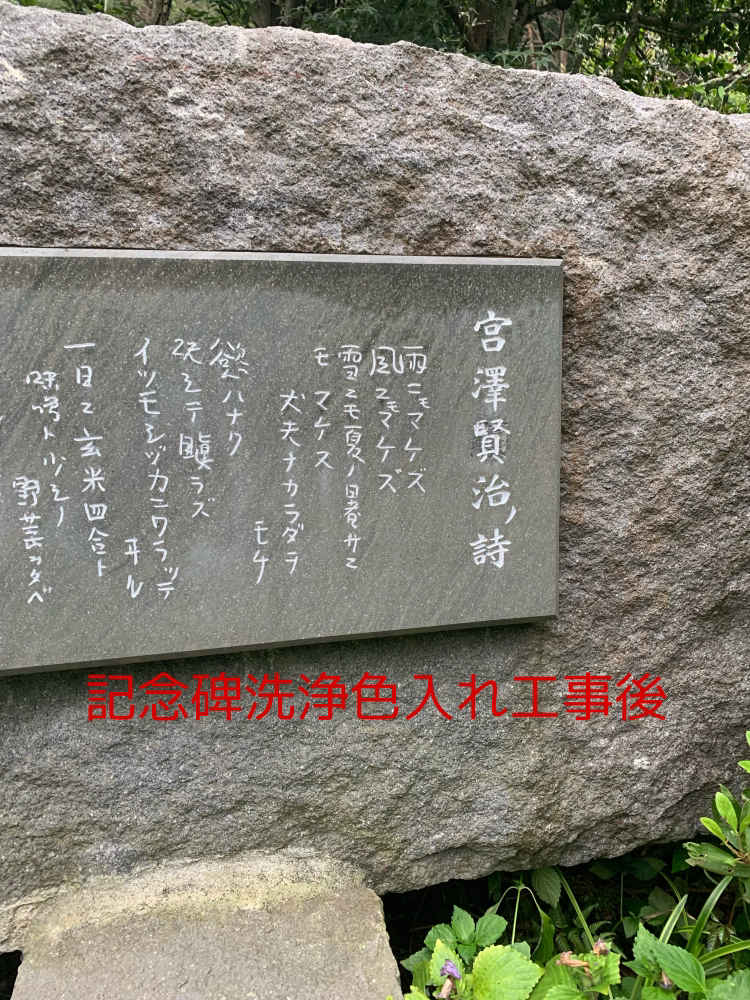 宮澤賢治ノ詩
雨ニモマケズ
風ニモマケズ
雪ニモ夏ノ暑サニ
モマケヌ
丈夫ナカラダヲ
モチ
慾ハナク
決シテ瞋ラズ
イツモシヅカニワラッテ
ヰル
一日ニ玄米四合ト
味噌ト少シノ
野菜ヲタベ
記念碑洗浄色入れ工事後